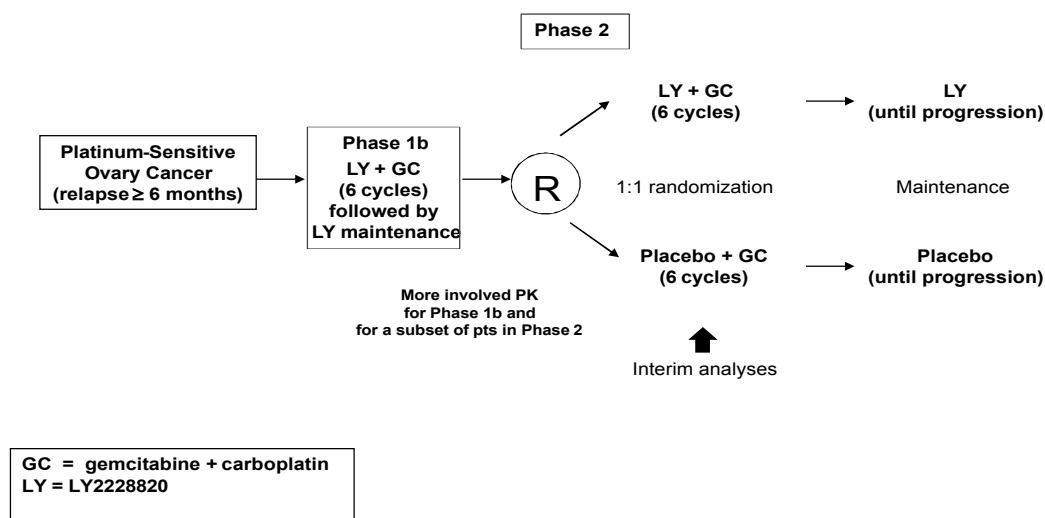 Phase 2
Platinum-Sensitive
Ovary Cancer
(relapse ≥ 6 months)
Phase 1b
LY + GC
(6 cycles)
followed by
LY maintenance
R
LY + GC
(6 cycles)
LY
(until progression)
1:1 randomization
Maintenance
Placebo + GC
(6 cycles)
Placebo
(until progression)
More involved PK
for Phase 1b and
for a subset of pts in Phase 2
Interim analyses
GC = gemcitabine + carboplatin
LY = LY2228820